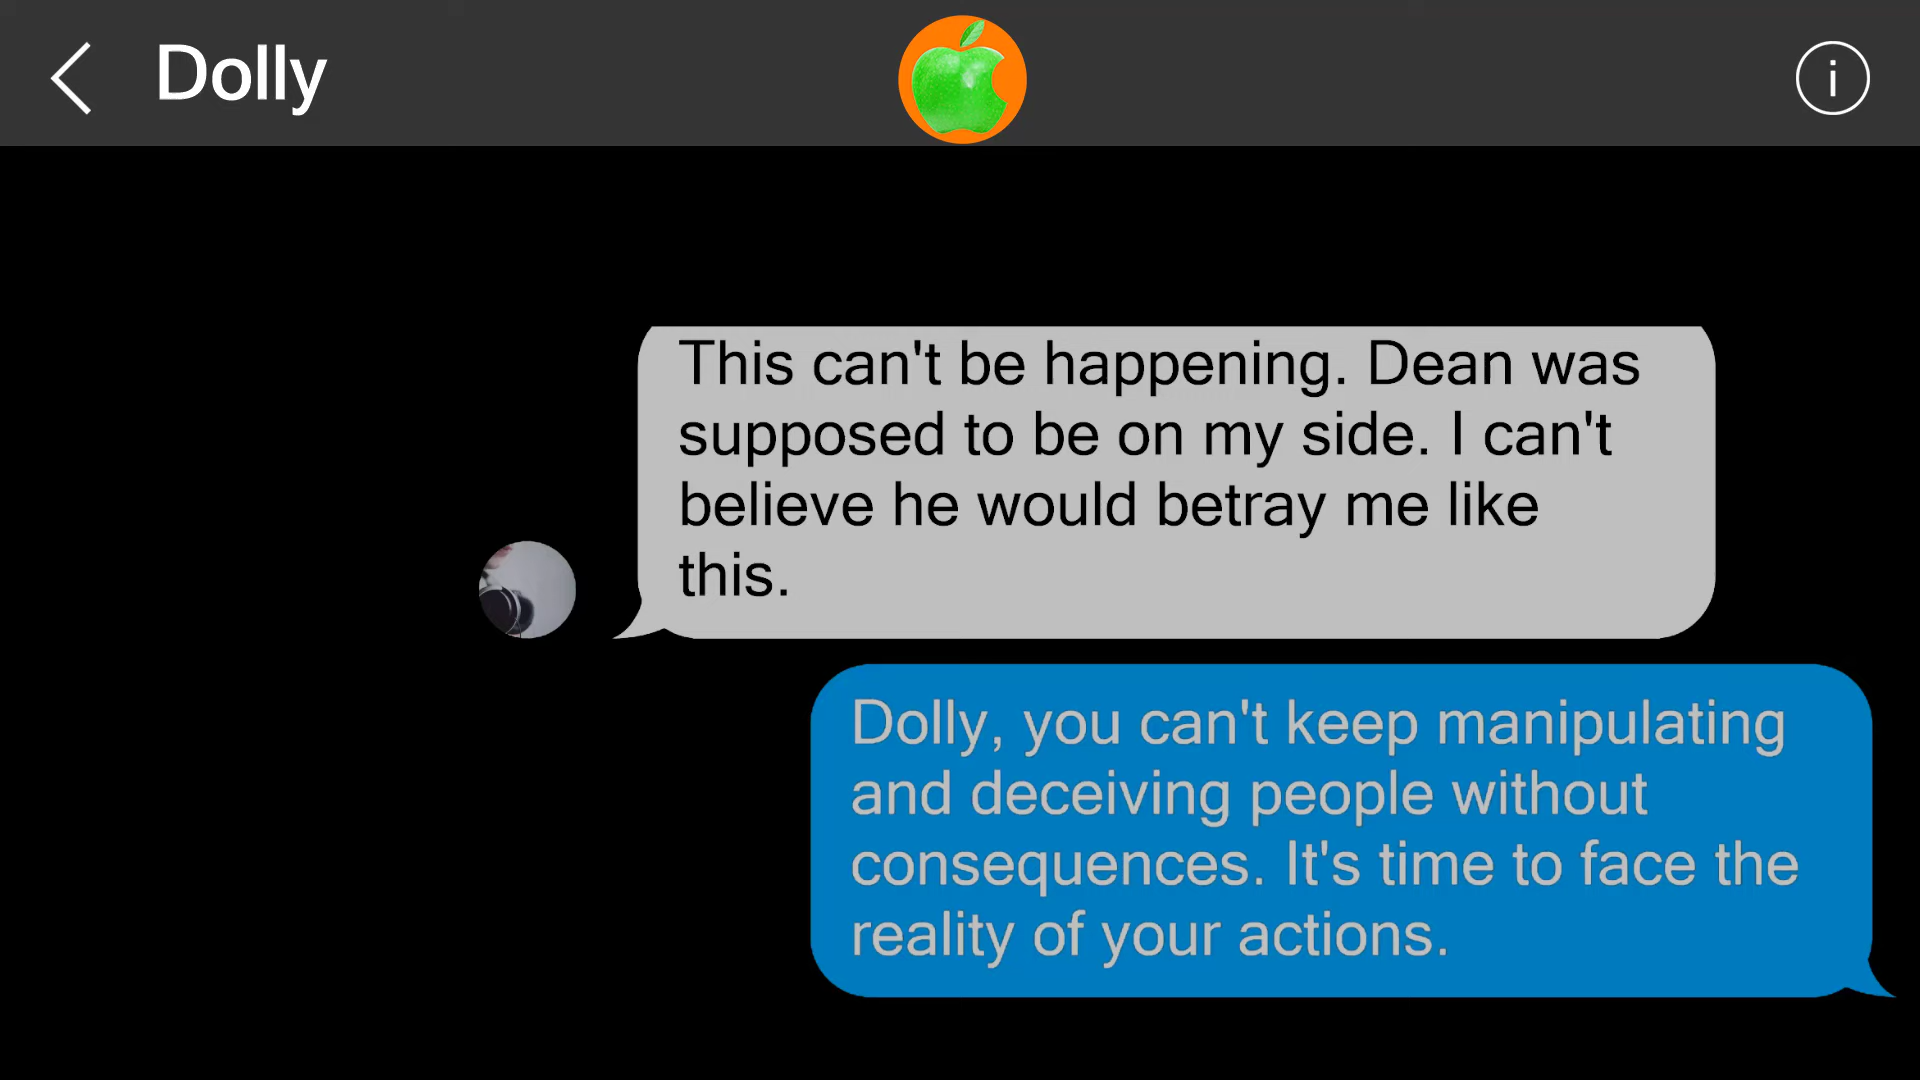 Dolly
This can't be happening. Dean was
supposed to be on my side. I can't
believe he would betray me like
this.
Dolly, you can't keep manipulating
and deceiving people without
consequences. It's time to face the
reality of your actions.